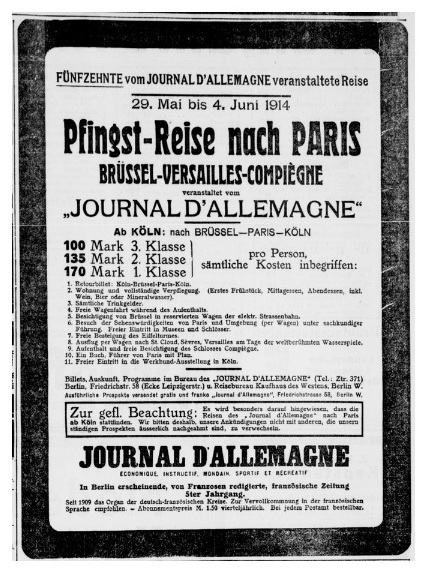 FÜNFZEHNTE vom JOURNAL D'ALLEMAGNE veranstaltete Reise
29. Mai bis 4. Juni 1914
Pfingst-Reise nach PARIS
BRÜSSEL-VERSAILLES-COMPIÈGNE
veranstaltet vom
„JOURNAL D'ALLEMAGNE“
Ab KÖLN: nach BRÜSSEL—PARIS—KÖLN
100 Mark 3. Klasse
135 Mark 2. Klasse
170 Mark 1. Klasse
pro Person,
sämtliche Kosten inbegriffen:
1. Retourbillet: Köln-Brüssel-Paris-Köln.
2. Wohnung und vollständige Verpflegung. (Erstes Frühstück, Mittagessen, Abendessen, inkl.
Wein, Bier oder Mineralwasser).
3. Sämtliche Trinkgelder.
4. Freie Wagenfahrt während des Aufenthalts.
5. Besichtigung von Brüssel in reservierten Wagen der elektr. Strassenbahn.
6. Besuch der Sehenswürdigkeiten von Paris und Umgebung (per Wagen) unter sachkundiger
Führung. Freier Eintritt in Museen und Schlösser.
7. Freie Besteigung des Eiffelturmes.
8. Ausflug per Wagen nach St. Cloud, Sèvres, Versailles am Tage der weltberühmten Wasserspiele.
9. Aufenthalt und freie Besichtigung des Schlosses Compiègne.
10. Ein Buch, Führer von Paris mit Plan.
11. Freier Eintritt in die Werkbund-Ausstellung in Köln.
Billets, Auskunft, Programme im Bureau des „JOURNAL D'ALLEMAGNE“ (Tel.: Ztr. 371)
Berlin, Friedrichstr. 58 (Ecke Leipzigerstr.) u. Reisebureau Kaufhaus des Westens, Berlin W.
Ausführliche Prospekte versendet gratis und franko „Journal d'Allemagne“, Friedrichstrasse 58, Berlin W.
Zur gefl. Beachtung:
Es wird besonders darauf hingewiesen, dass die
Reisen des „Journal d'Allemagne“ nach Paris
ab Köln stattfinden. Wir bitten deshalb, unsere Ankündigungen nicht mit anderen, die unsern
ständigen Prospekten äusserlich nachgeahmt sind, zu verwechseln.
JOURNAL D'ALLEMAGNE
ÉCONOMIQUE, INSTRUCTIF, MONDAIN, SPORTIF ET RÉCRÉATIF
In Berlin erscheinende, von Franzosen redigierte, französische Zeitung
5ter Jahrgang.
Seit 1909 das Organ der deutsch-französischen Kreise. Zur Vervollkommnung in der französischen
Sprache empfohlen. — Abonnementspreis M. 1.50 vierteljährlich. Bei jedem Postamt bestellbar.